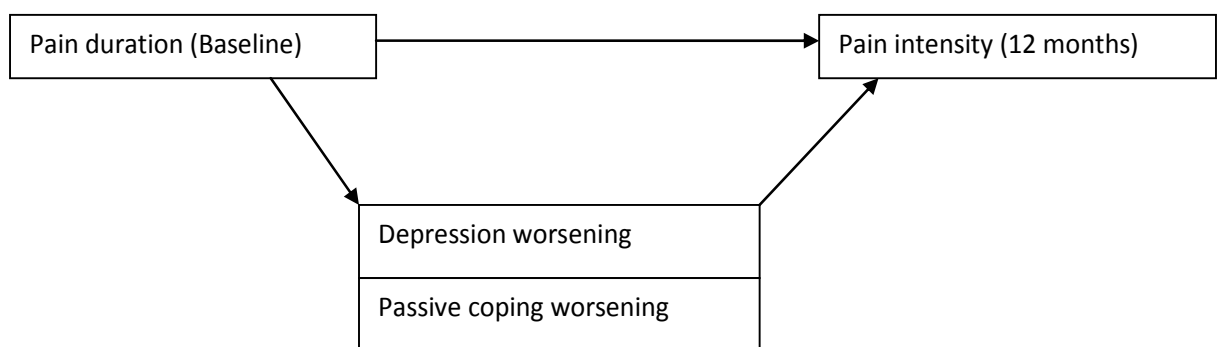 Pain duration (Baseline)
Pain intensity (12 months)
Depression worsening
Passive coping worsening